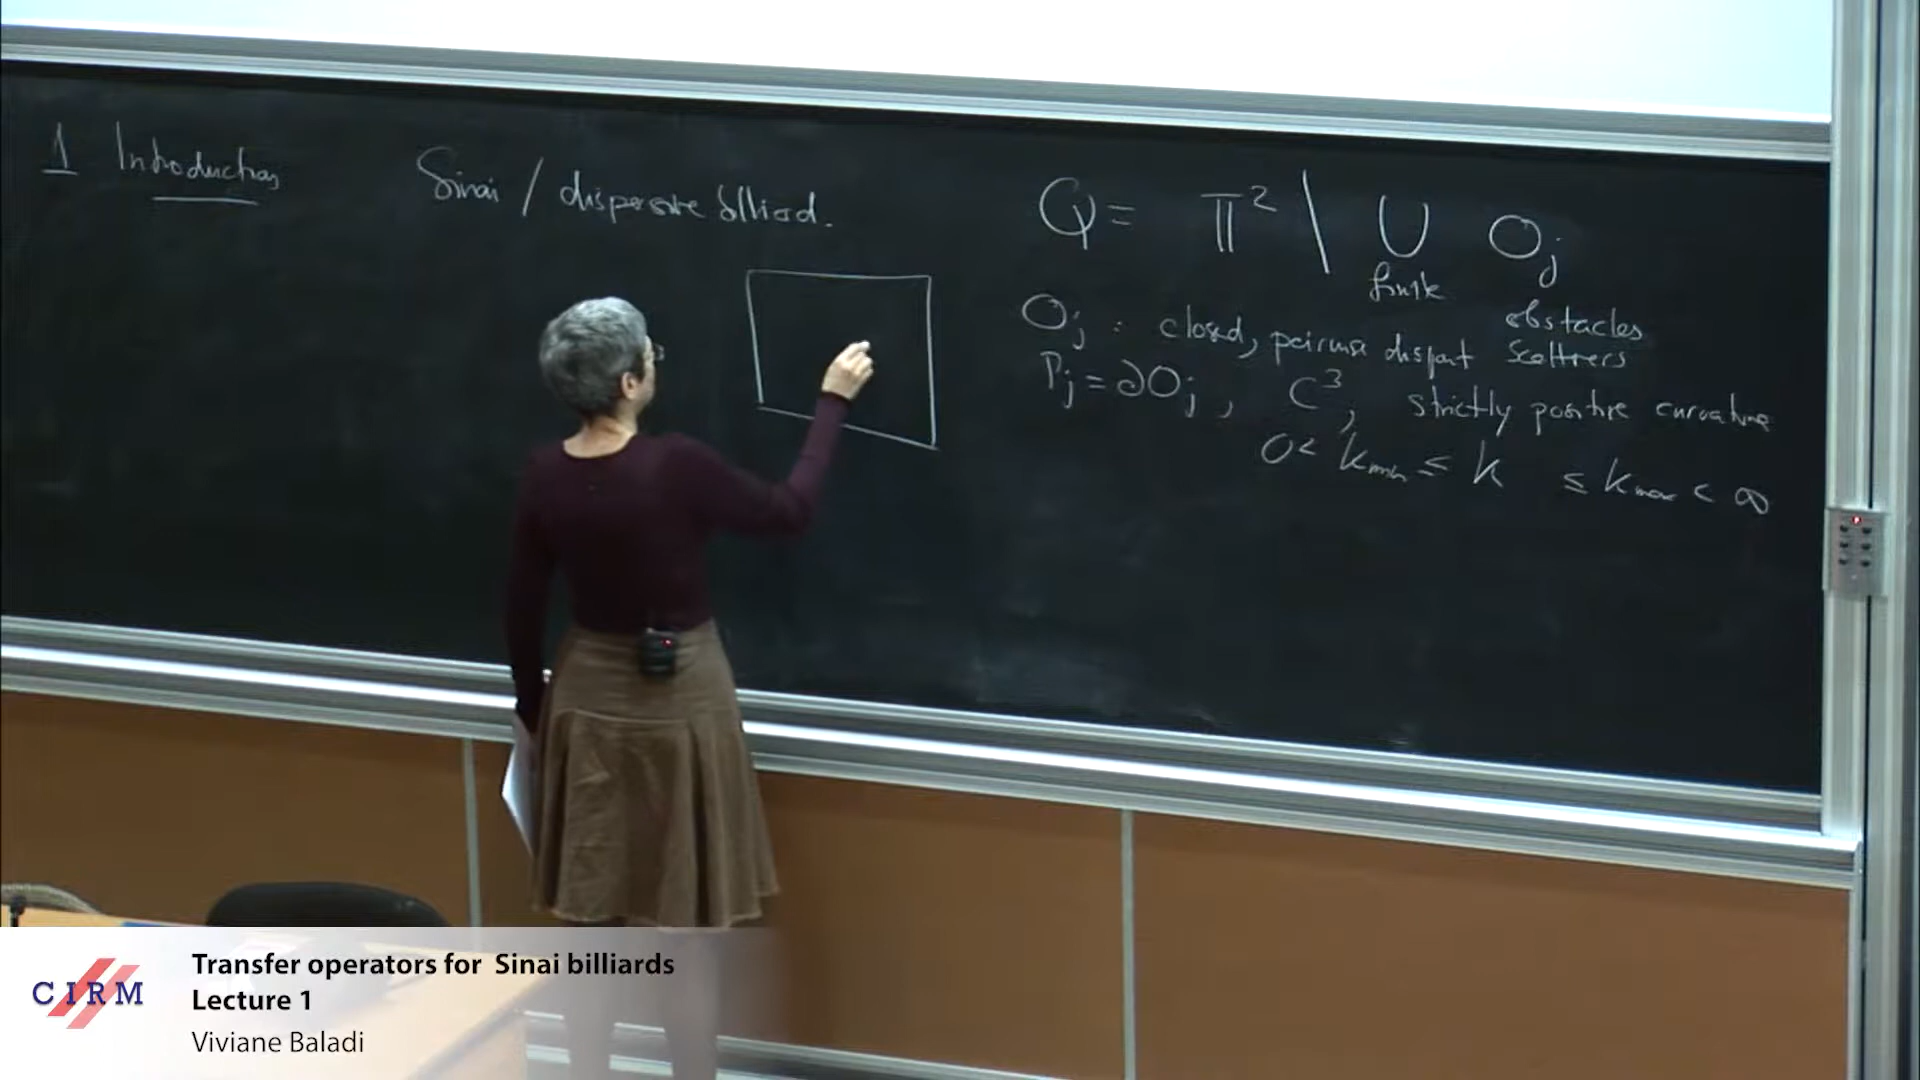 1 Introduction
Sinai / dispersive billiard.
Q = 𝕋² \ ∪ O_j
finite
obstacles
O_j : closed, pairwise disjoint scatterers
Γ_j = ∂O_j , C³, strictly positive curvature
0 < k_min ≤ k ≤ k_max < ∞
CIRM
Transfer operators for Sinai billiards
Lecture 1
Viviane Baladi